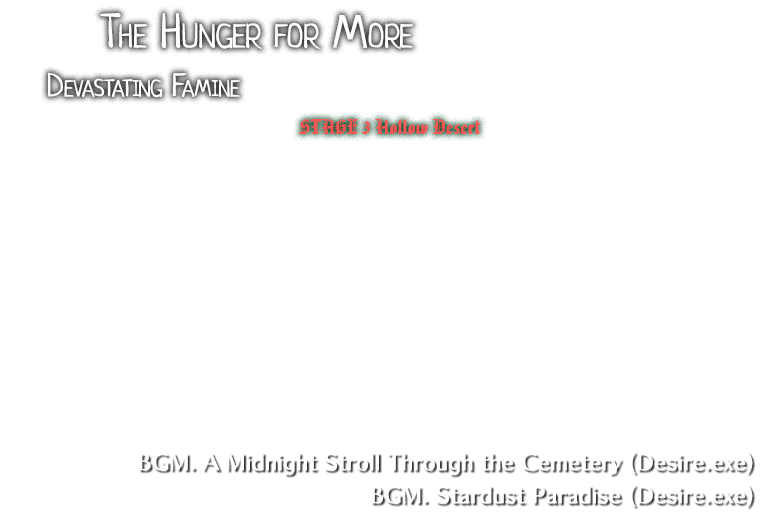 The Hunger for More
Devastating Famine
STAGE 3 Hollow Desert
BGM. A Midnight Stroll Through the Cemetery (Desire.exe)
BGM. Stardust Paradise (Desire.exe)